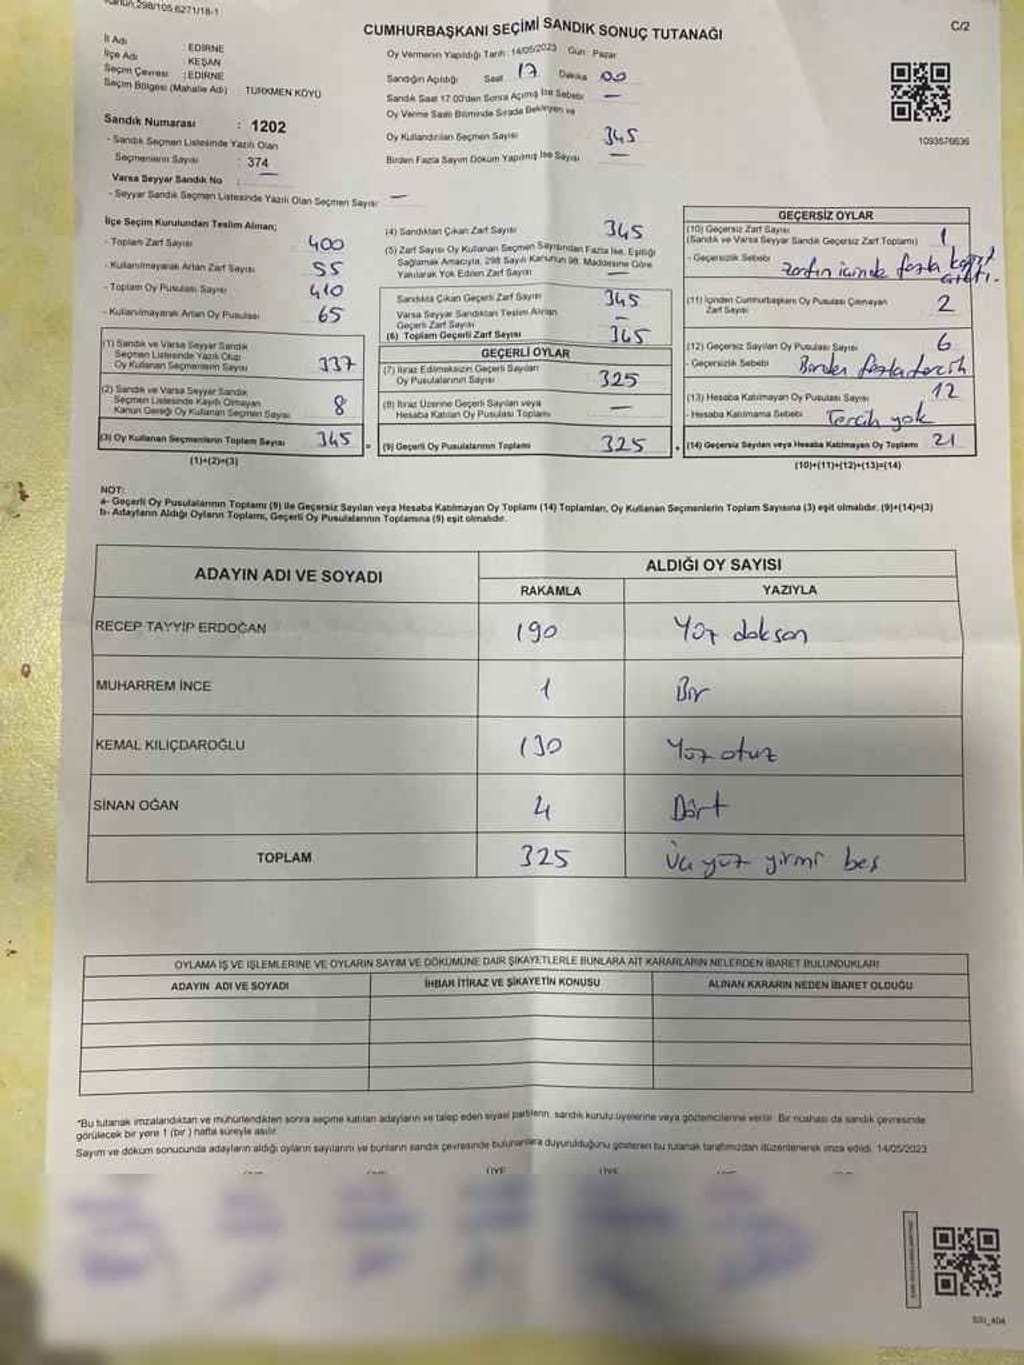 Kanun,298/105,6271/18-1
CUMHURBAŞKANI SEÇİMİ SANDIK SONUÇ TUTANAĞI
C/2
İl Adı : EDİRNE
İlçe Adı : KEŞAN
Seçim Çevresi : EDİRNE
Seçim Bölgesi (Mahalle Adı) TÜRKMEN KÖYÜ
Sandık Numarası : 1202
- Sandık Seçmen Listesinde Yazılı Olan
Seçmenlerin Sayısı : 374
Varsa Seyyar Sandık No —
- Seyyar Sandık Seçmen Listesinde Yazılı Olan Seçmen Sayısı —
Oy Vermenin Yapıldığı Tarih : 14/05/2023 Gün : Pazar
Sandığın Açıldığı Saat 17 Dakika 00
Sandık Saat 17:00'den Sonra Açılmış İse Sebebi —
Oy Verme Saati Bitiminde Sırada Bekleyen ve
Oy Kullandırılan Seçmen Sayısı 345
Birden Fazla Sayım Döküm Yapılmış İse Sayısı —
1093576636
İlçe Seçim Kurulundan Teslim Alınan;
- Toplam Zarf Sayısı 400
- Kullanılmayarak Artan Zarf Sayısı 55
- Toplam Oy Pusulası Sayısı 410
- Kullanılmayarak Artan Oy Pusulası 65
(1) Sandık ve Varsa Seyyar Sandık
Seçmen Listesinde Yazılı Olup
Oy Kullanan Seçmenlerin Sayısı 337
(2) Sandık ve Varsa Seyyar Sandık
Seçmen Listesinde Kayıtlı Olmayan
Kanun Gereği Oy Kullanan Seçmen Sayısı 8
(3) Oy Kullanan Seçmenlerin Toplam Sayısı 345 =
(1)+(2)=(3)
(4) Sandıktan Çıkan Zarf Sayısı 345
(5) Zarf Sayısı Oy Kullanan Seçmen Sayısından Fazla İse, Eşitliği
Sağlamak Amacıyla, 298 Sayılı Kanunun 98. Maddesine Göre
Yakılarak Yok Edilen Zarf Sayısı —
Sandıkta Çıkan Geçerli Zarf Sayısı 345
Varsa Seyyar Sandıktan Teslim Alınan
Geçerli Zarf Sayısı —
(6) Toplam Geçerli Zarf Sayısı 345
GEÇERLİ OYLAR
(7) İtiraz Edilmeksizin Geçerli Sayılan
Oy Pusulalarının Sayısı 325
(8) İtiraz Üzerine Geçerli Sayılan veya
Hesaba Katılan Oy Pusulası Toplamı —
(9) Geçerli Oy Pusulalarının Toplamı 325 +
GEÇERSİZ OYLAR
(10) Geçersiz Zarf Sayısı
(Sandık ve Varsa Seyyar Sandık Geçersiz Zarf Toplamı) 1
- Geçersizlik Sebebi zarfın içinde fazla kağıt
(11) İçinden Cumhurbaşkanı Oy Pusulası Çıkmayan
Zarf Sayısı 2
(12) Geçersiz Sayılan Oy Pusulası Sayısı 6
- Geçersizlik Sebebi Birden fazla tercih
(13) Hesaba Katılmayan Oy Pusulası Sayısı 12
- Hesaba Katılmama Sebebi Tercih yok
(14) Geçersiz Sayılan veya Hesaba Katılmayan Oy Toplamı 21
(10)+(11)+(12)+(13)=(14)
NOT:
a- Geçerli Oy Pusulalarının Toplamı (9) ile Geçersiz Sayılan veya Hesaba Katılmayan Oy Toplamı (14) Toplamları, Oy Kullanan Seçmenlerin Toplam Sayısına (3) eşit olmalıdır. (9)+(14)=(3)
b- Adayların Aldığı Oyların Toplamı, Geçerli Oy Pusulalarının Toplamına (9) eşit olmalıdır.
ADAYIN ADI VE SOYADI
ALDIĞI OY SAYISI
RAKAMLA YAZIYLA
RECEP TAYYİP ERDOĞAN 190 Yüz doksan
MUHARREM İNCE 1 Bir
KEMAL KILIÇDAROĞLU 130 Yüz otuz
SİNAN OĞAN 4 Dört
TOPLAM 325 üç yüz yirmi beş
OYLAMA İŞ VE İŞLEMLERİNE VE OYLARIN SAYIM VE DÖKÜMÜNE DAİR ŞİKAYETLERLE BUNLARA AİT KARARLARIN NELERDEN İBARET BULUNDUKLARI
ADAYIN ADI VE SOYADI İHBAR İTİRAZ VE ŞİKAYETİN KONUSU ALINAN KARARIN NEDEN İBARET OLDUĞU
*Bu tutanak imzalandıktan ve mühürlendikten sonra seçime katılan adayların ve talep eden siyasi partilerin sandık kurulu üyelerine veya gözlemcilerine verilir. Bir nüshası da sandık çevresinde
görülecek bir yere 1 (bir) hafta süreyle asılır.
Sayım ve döküm sonucunda adayların aldığı oyların sayılarını ve bunların sandık çevresinde bulunanlara duyurulduğunu gösteren bu tutanak tarafımızdan düzenlenerek imza edildi. 14/05/2023
ÜYE ÜYE